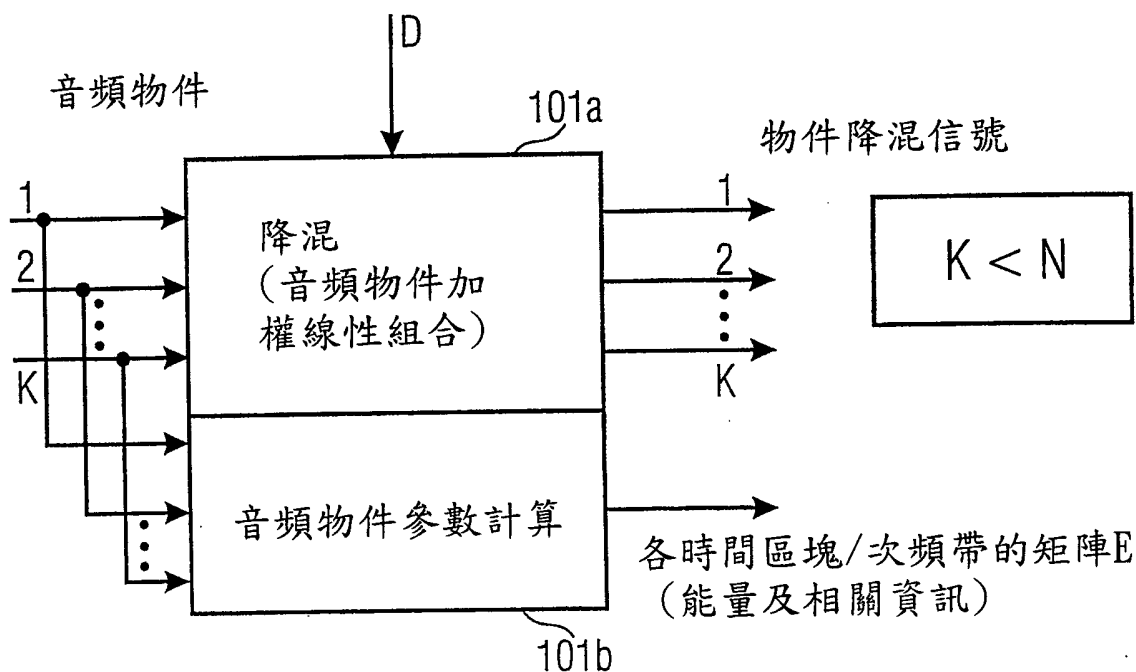 D
音頻物件
101a
物件降混信號
1
2
K
降混
(音頻物件加
權線性組合)
1
2
K
K < N
音頻物件參數計算
各時間區塊/次頻帶的矩陣E
(能量及相關資訊)
101b